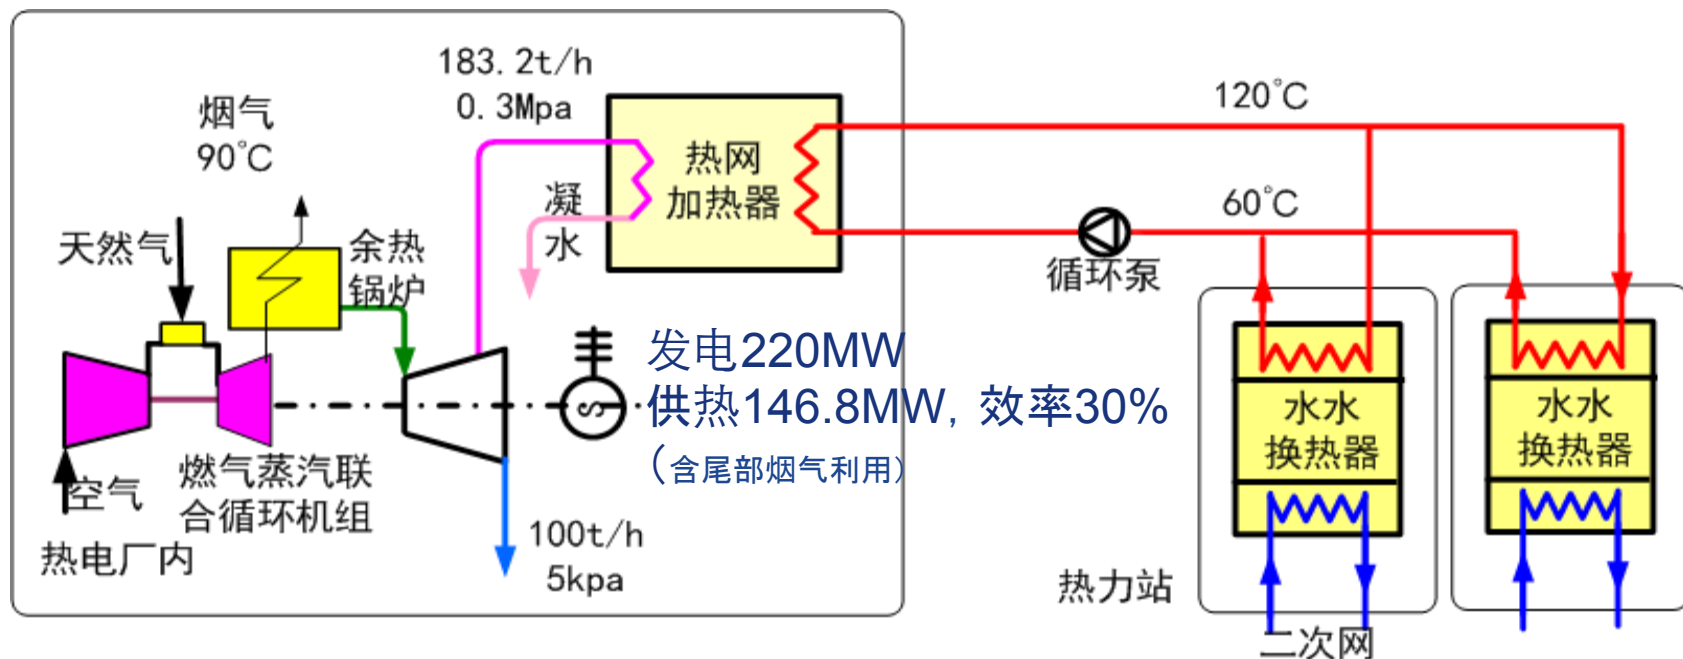 183.2t/h
0.3Mpa
烟气
90℃
天然气
余热
锅炉
凝
水
热网
加热器
120℃
60℃
循环泵
发电220MW
供热146.8MW, 效率30%
（含尾部烟气利用）
空气
燃气蒸汽联
合循环机组
热电厂内
100t/h
5kpa
水水
换热器
水水
换热器
热力站
二次网